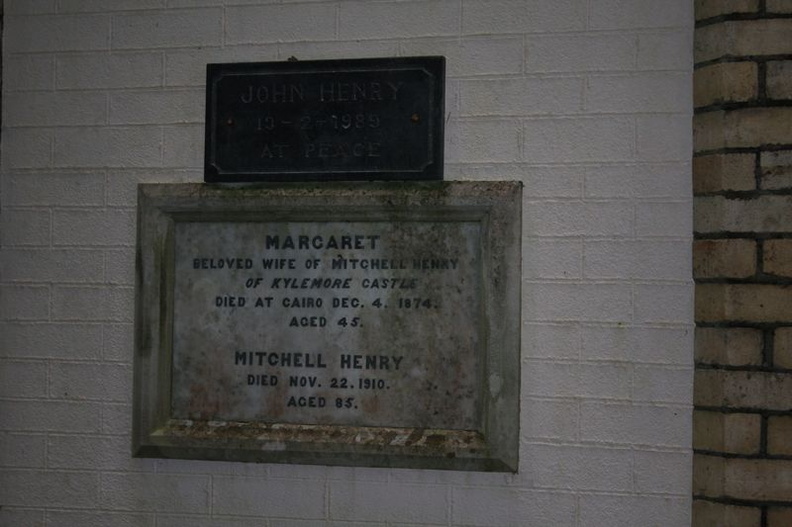 JOHN HENRY
13-2-1989
AT PEACE
MARGARET
BELOVED WIFE OF MITCHELL HENRY
OF KYLEMORE CASTLE
DIED AT CAIRO DEC. 4. 1874.
AGED 45.
MITCHELL HENRY
DIED NOV. 22. 1910.
AGED 85.